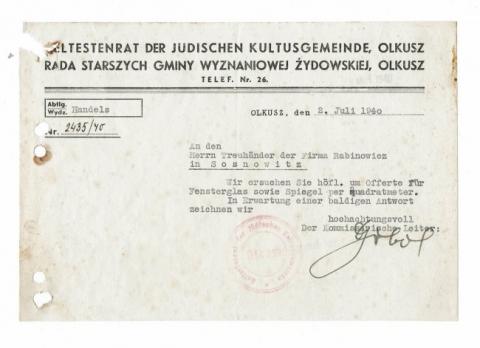 ÄLTESTENRAT DER JÜDISCHEN KULTUSGEMEINDE, OLKUSZ
RADA STARSZYCH GMINY WYZNANIOWEJ ŻYDOWSKIEJ, OLKUSZ
TELEF. Nr. 26.
Abtlg.
Wydz. Handels
Nr. 2435/40
OLKUSZ, den 2. Juli 1940
An den
Herrn Treuhänder der Firma Rabinowicz
in Sosnowitz
Wir ersuchen Sie höfl. um Offerte für
Fensterglas sowie Spiegel per Quadratmeter.
In Erwartung einer baldigen Antwort
zeichnen wir
hochachtungsvoll
Der Kommissarische Leiter: